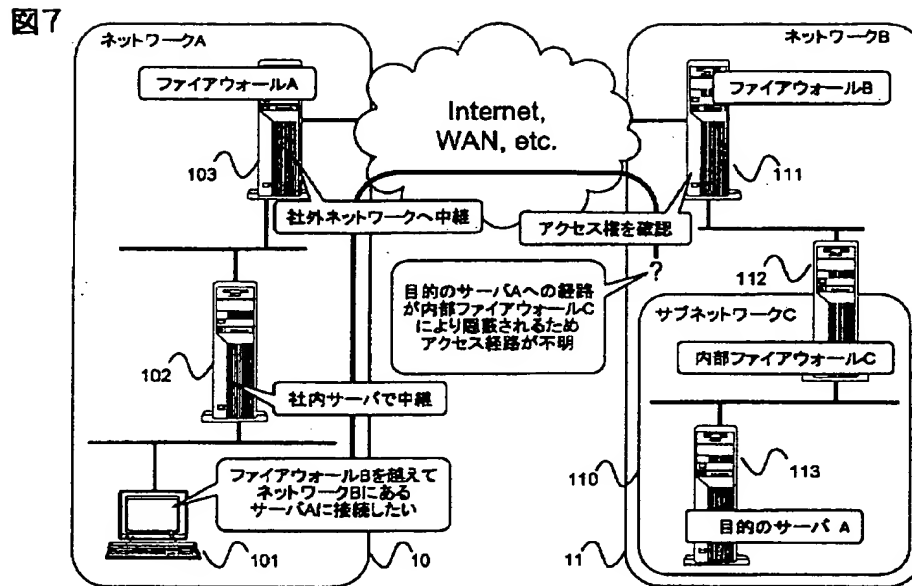 図7
ネットワークA
ネットワークB
ファイアウォールA
Internet,
WAN, etc.
ファイアウォールB
103
111
社外ネットワークへ中継
アクセス権を確認
112
?
目的のサーバAへの経路
が内部ファイアウォールC
により隠蔽されるため
アクセス経路が不明
サブネットワークC
102
内部ファイアウォールC
社内サーバで中継
110
113
ファイアウォールBを越えて
ネットワークBにある
サーバAに接続したい
目的のサーバ A
101
10
11